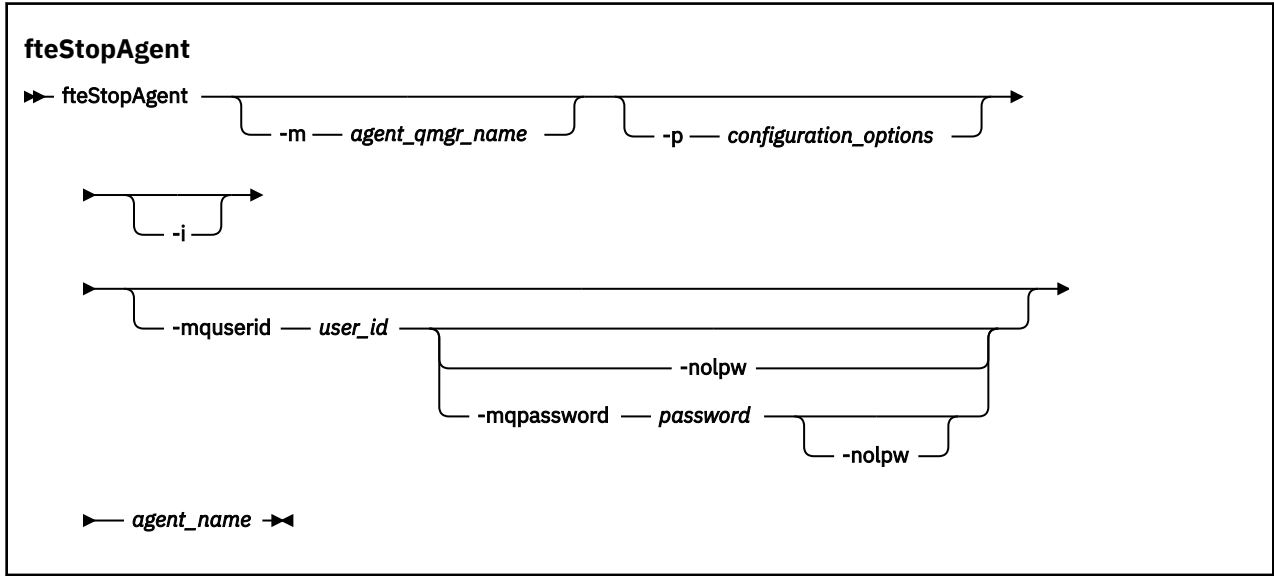 fteStopAgent
fteStopAgent
-m agent_qmgr_name -p configuration_options
-i
-mquserid user_id
-nolpw
-mqpassword password
-nolpw
agent_name